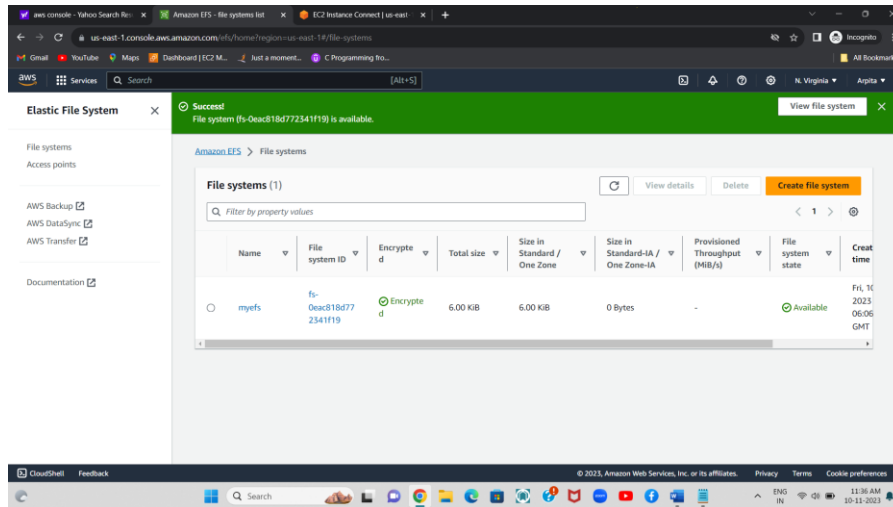 aws console - Yahoo Search Res
Amazon EFS - file systems list
EC2 Instance Connect | us-east-
us-east-1.console.aws.amazon.com/efs/home?region=us-east-1#/file-systems
Incognito
Gmail
YouTube
Maps
Dashboard | EC2 M...
Just a moment...
C Programming fro...
All Bookmark
aws
Services
Search
[Alt+S]
N. Virginia
Arpita
Elastic File System
File systems
Access points
AWS Backup
AWS DataSync
AWS Transfer
Documentation
Success!
File system (fs-0eac818d772341f19) is available.
View file system
Amazon EFS > File systems
File systems (1)
View details
Delete
Create file system
Filter by property values
< 1 >
Name
File
system ID
Encrypte
d
Total size
Size in
Standard /
One Zone
Size in
Standard-IA /
One Zone-IA
Provisioned
Throughput
(MiB/s)
File
system
state
Creat
time
myefs
fs-
0eac818d77
2341f19
Encrypte
d
6.00 KiB
6.00 KiB
0 Bytes
-
Available
Fri, 10
2023
06:06
GMT
CloudShell
Feedback
© 2023, Amazon Web Services, Inc. or its affiliates.
Privacy
Terms
Cookie preferences
Search
ENG
IN
11:36 AM
10-11-2023